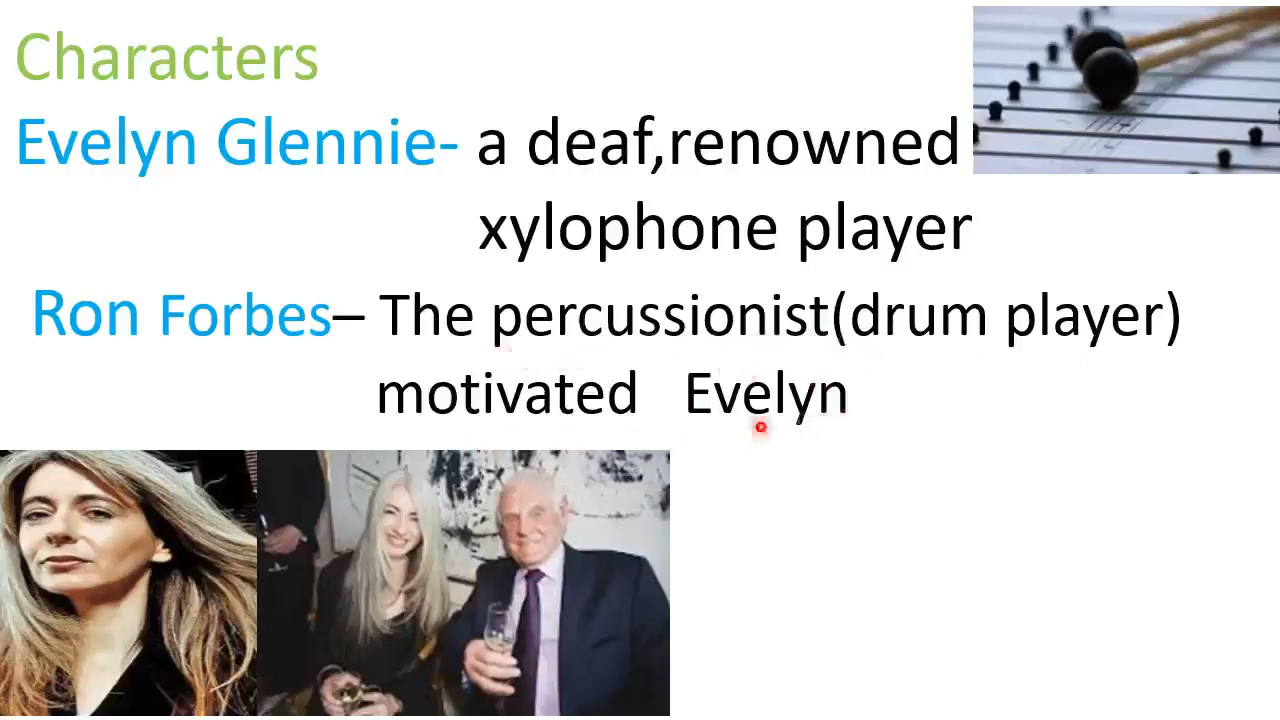 Characters
Evelyn Glennie- a deaf,renowned
xylophone player
Ron Forbes– The percussionist(drum player)
motivated Evelyn